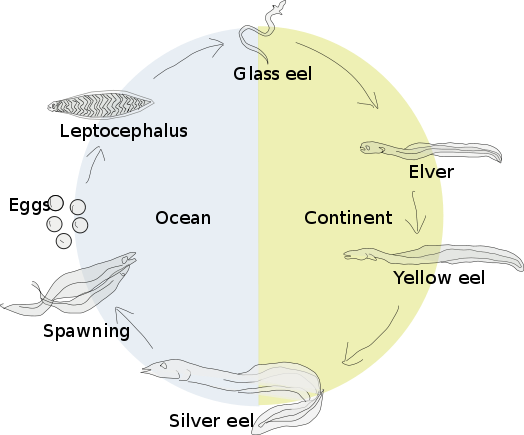 Glass eel
Leptocephalus
Elver
Eggs
Ocean
Continent
Yellow eel
Spawning
Silver eel